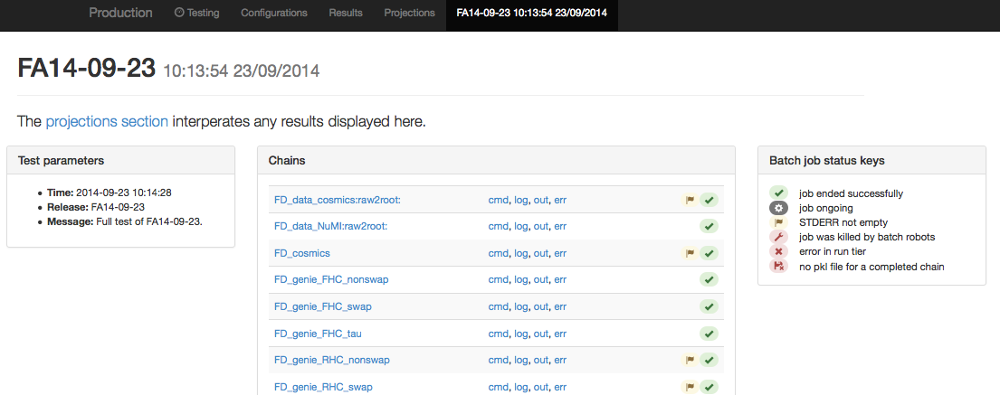 Production Testing Configurations Results Projections FA14-09-23 10:13:54 23/09/2014
FA14-09-23 10:13:54 23/09/2014
The projections section interperates any results displayed here.
Test parameters
Time: 2014-09-23 10:14:28
Release: FA14-09-23
Message: Full test of FA14-09-23.
Chains
FD_data_cosmics:raw2root: cmd, log, out, err
FD_data_NuMI:raw2root: cmd, log, out, err
FD_cosmics cmd, log, out, err
FD_genie_FHC_nonswap cmd, log, out, err
FD_genie_FHC_swap cmd, log, out, err
FD_genie_FHC_tau cmd, log, out, err
FD_genie_RHC_nonswap cmd, log, out, err
FD_genie_RHC_swap cmd, log, out, err
Batch job status keys
job ended successfully
job ongoing
STDERR not empty
job was killed by batch robots
error in run tier
no pkl file for a completed chain